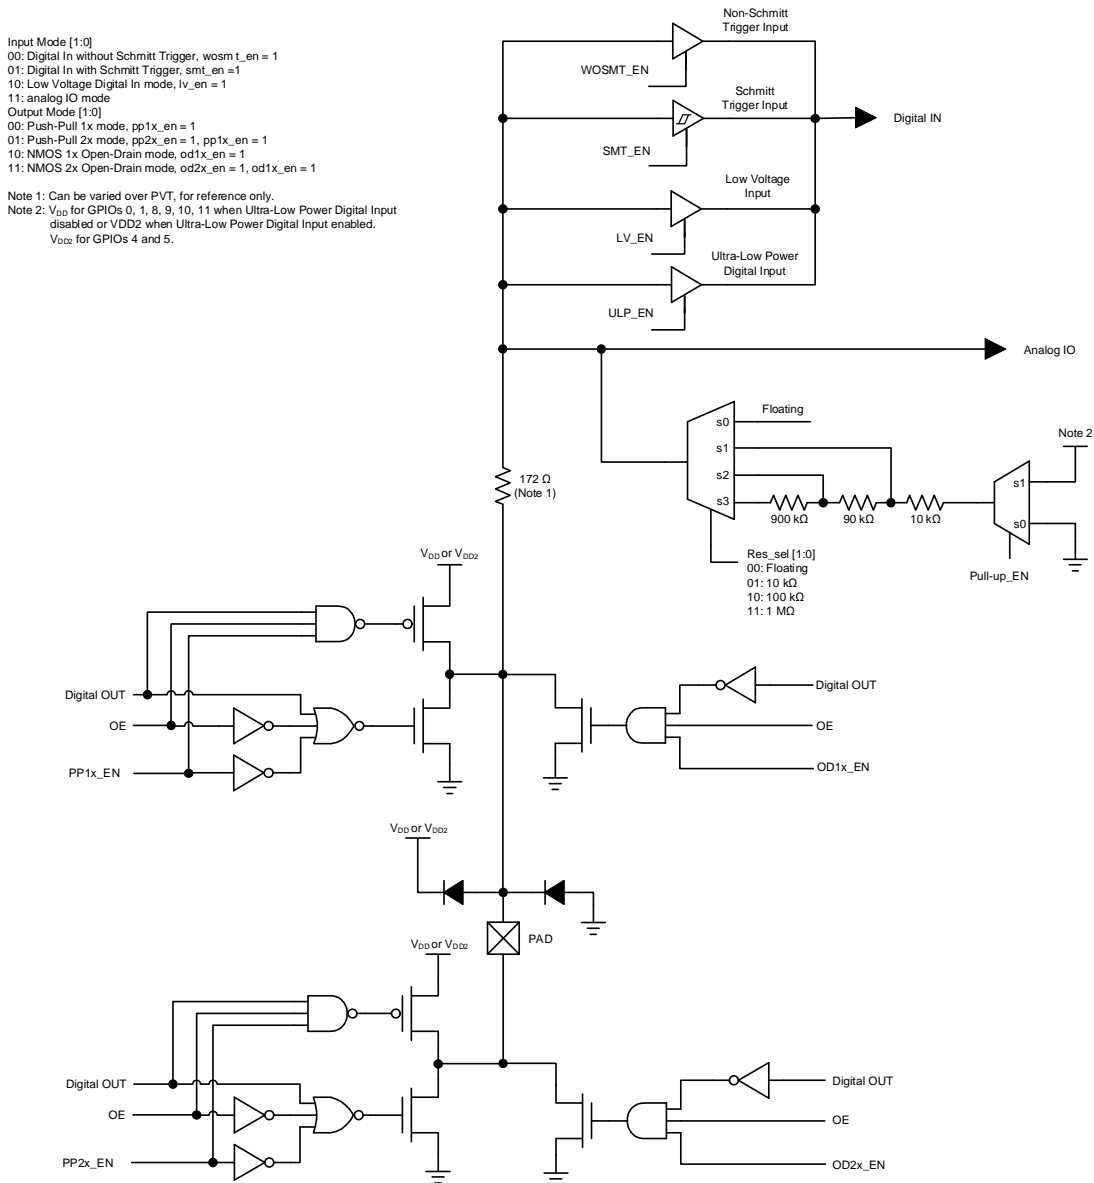 Input Mode [1:0]
00: Digital In without Schmitt Trigger, wosm t_en = 1
01: Digital In with Schmitt Trigger, smt_en =1
10: Low Voltage Digital In mode, lv_en = 1
11: analog IO mode
Output Mode [1:0]
00: Push-Pull 1x mode, pp1x_en = 1
01: Push-Pull 2x mode, pp2x_en = 1, pp1x_en = 1
10: NMOS 1x Open-Drain mode, od1x_en = 1
11: NMOS 2x Open-Drain mode, od2x_en = 1, od1x_en = 1
Note 1: Can be varied over PVT, for reference only.
Note 2: VDD for GPIOs 0, 1, 8, 9, 10, 11 when Ultra-Low Power Digital Input
disabled or VDD2 when Ultra-Low Power Digital Input enabled.
VDD2 for GPIOs 4 and 5.
Non-Schmitt
Trigger Input
WOSMT_EN
Schmitt
Trigger Input
SMT_EN
Digital IN
Low Voltage
Input
LV_EN
Ultra-Low Power
Digital Input
ULP_EN
Analog IO
Floating
s0
s1
s2
s3
900 kΩ
90 kΩ
10 kΩ
Note 2
s1
s0
Pull-up_EN
172 Ω
(Note 1)
Res_sel [1:0]
00: Floating
01: 10 kΩ
10: 100 kΩ
11: 1 MΩ
VDD or VDD2
Digital OUT
OE
PP1x_EN
Digital OUT
OE
OD1x_EN
VDD or VDD2
PAD
VDD or VDD2
Digital OUT
OE
PP2x_EN
Digital OUT
OE
OD2x_EN